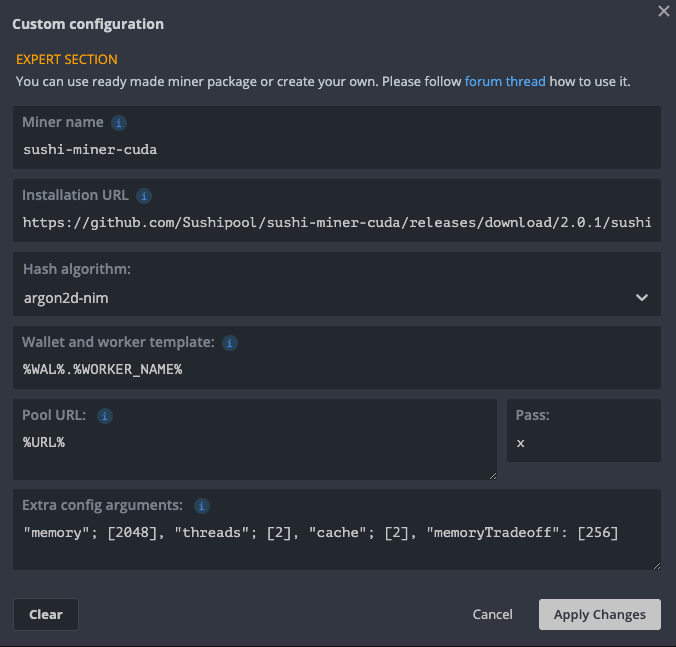 Custom configuration
EXPERT SECTION
You can use ready made miner package or create your own. Please follow forum thread how to use it.
Miner name i
sushi-miner-cuda
Installation URL i
https://github.com/Sushipool/sushi-miner-cuda/releases/download/2.0.1/sushi
Hash algorithm:
argon2d-nim
Wallet and worker template: i
%WAL%.%WORKER_NAME%
Pool URL: i
%URL%
Pass:
x
Extra config arguments: i
"memory"; [2048], "threads"; [2], "cache"; [2], "memoryTradeoff": [256]
Clear
Cancel
Apply Changes